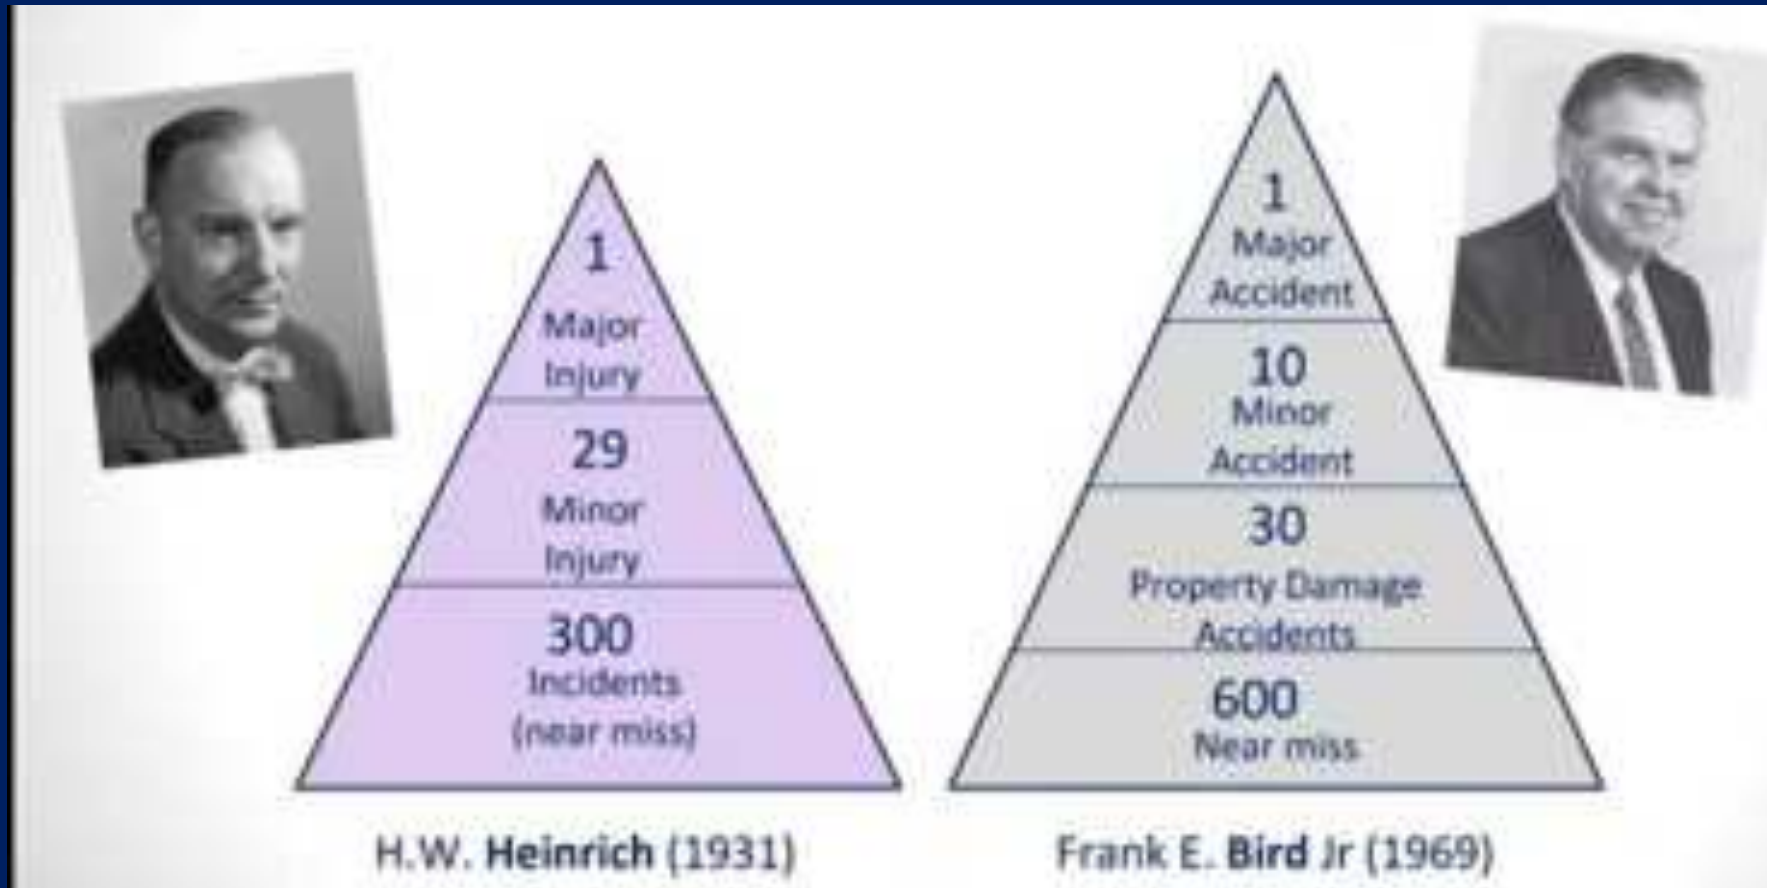 1
Major
Injury
29
Minor
Injury
300
Incidents
(near miss)
H.W. Heinrich (1931)
1
Major
Accident
10
Minor
Accident
30
Property Damage
Accidents
600
Near miss
Frank E. Bird Jr (1969)